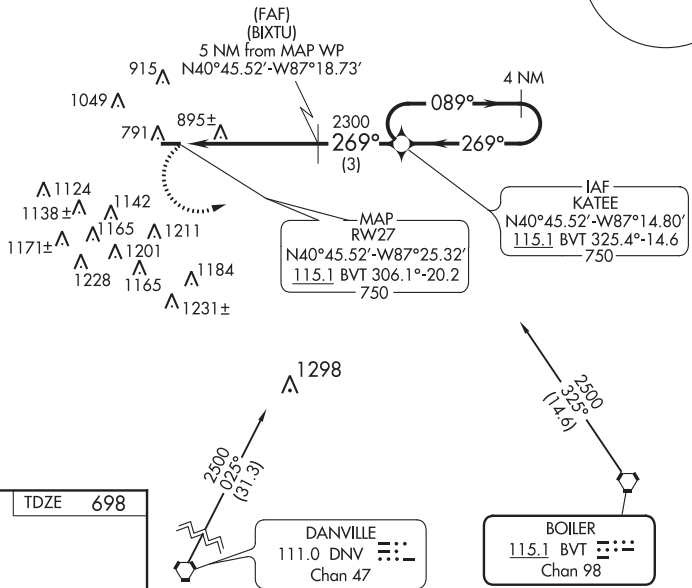 (FAF)
(BIXTU)
5 NM from MAP WP
N40°45.52'-W87°18.73'
915
1049
791
895±
2300
269°
(3)
089°
4 NM
269°
IAF
KATEE
N40°45.52'-W87°14.80'
115.1 BVT 325.4°-14.6
750
MAP
RW27
N40°45.52'-W87°25.32'
115.1 BVT 306.1°-20.2
750
1124
1138±
1142
1171±
1165
1211
1201
1228
1165
1184
1231±
1298
2500
025°
(31.3)
2500
325°
(14.6)
TDZE 698
DANVILLE
111.0 DNV
Chan 47
BOILER
115.1 BVT
Chan 98